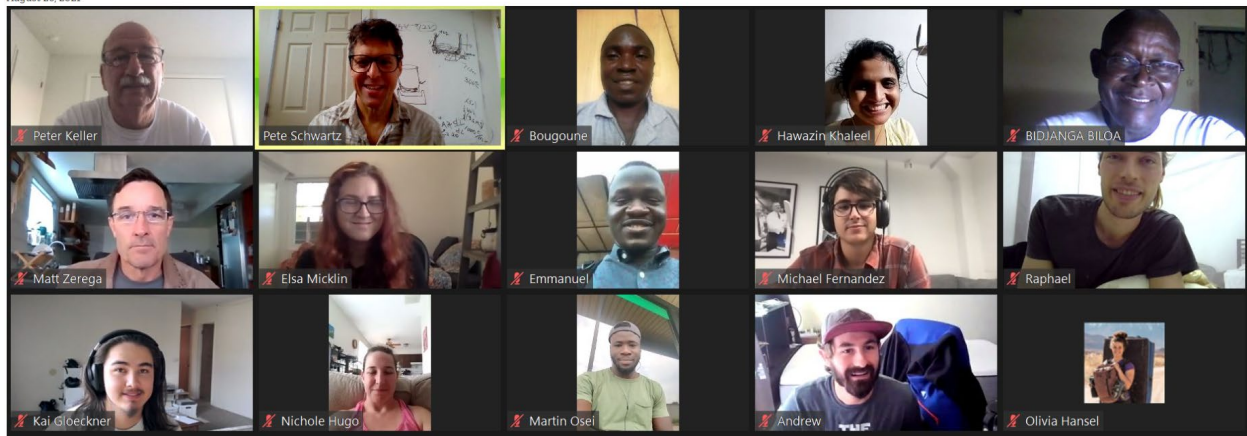 Peter Keller
Pete Schwartz
Bougoune
Hawazin Khaleel
BIDJANGA BILOA
Matt Zerega
Elsa Micklin
Emmanuel
Michael Fernandez
Raphael
Kai Gloeckner
Nichole Hugo
Martin Osei
Andrew
Olivia Hansel
THE